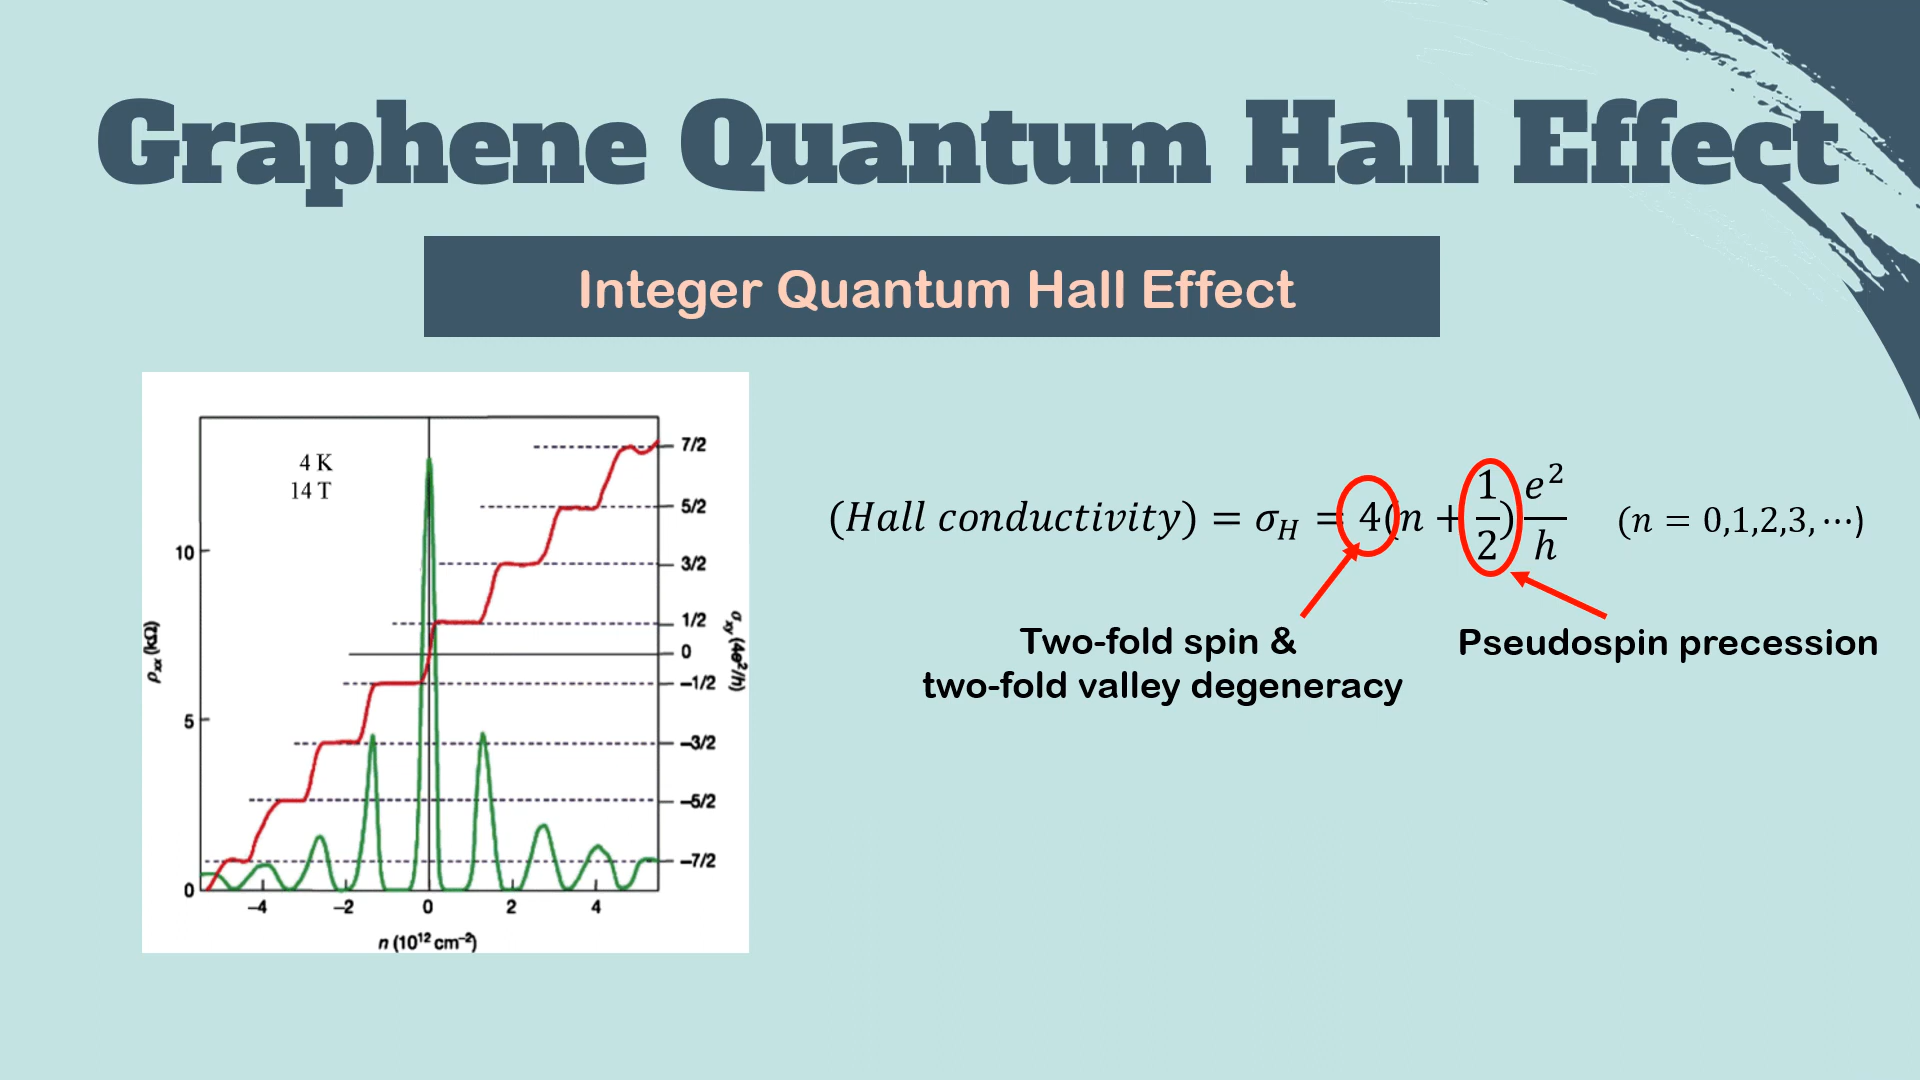 Graphene Quantum Hall Effect
Integer Quantum Hall Effect
4 K
14 T
10
5
0
ρxx (kΩ)
−4
−2
0
2
4
n (10¹² cm⁻²)
7/2
5/2
3/2
1/2
0
−1/2
−3/2
−5/2
−7/2
σxy (4e²/h)
(Hall conductivity) = σ_H = 4(n + 1/2) e²/h (n = 0,1,2,3, ⋯)
Two-fold spin &
two-fold valley degeneracy
Pseudospin precession